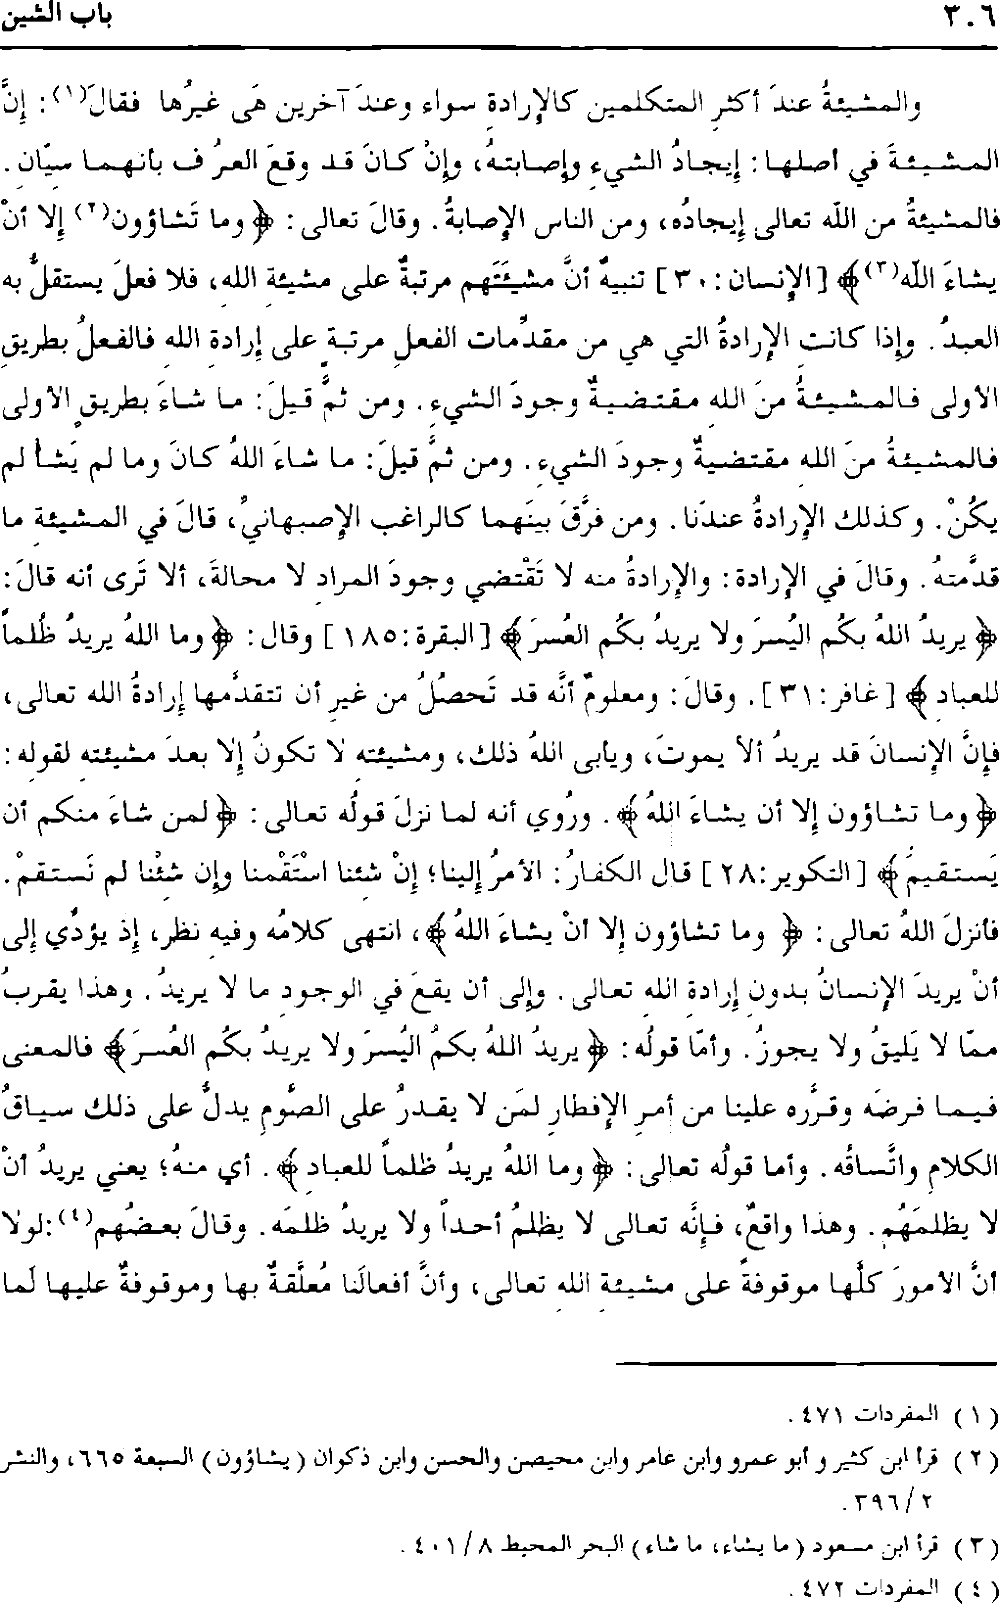 ٣٠٦ باب الشين
والمشيئةُ عندَ أكثرِ المتكلمين كالإرادةِ سواء وعندَ آخرين هَى غيرُها فقالَ(١): إنَّ
المشيئةَ في أصلها: إيجادُ الشيءِ وإصابتهُ، وإنْ كانَ قد وقعَ العرُ ف بأنهما سيّان.
فالمشيئةُ من اللَه تعالى إيجادُه، ومن الناس الإصابةُ. وقالَ تعالى: ﴿ وما تَشاؤون(٢) إلا أنْ
يشاءَ اللَه(٣)﴾ [الإنسان: ٣٠] تنبيهٌ أنَّ مشيئَتَهم مرتبةٌ على مشيئةِ الله، فلا فعلَ يستقلُّ به
العبدُ. وإذا كانتِ الإرادةُ التي هي من مقدِّمات الفعلِ مرتبةٍ على إرادةِ اللهِ فالفعلُ بطريقِ
الأولى فالمشيئةُ منَ اللهِ مقتضيةٌ وجودَ الشيءِ. ومن ثمَّ قيلَ: ما شاءَ بطريقِ الأولى
فالمشيئةُ منَ اللهِ مقتضيةٌ وجودَ الشيءِ. ومن ثمَّ قيلَ: ما شاءَ اللهُ كانَ وما لم يَشأ لم
يكُنْ. وكذلك الإرادةُ عندَنا. ومن فرَّقَ بينَهما كالراغبِ الإصبهانيِّ، قالَ في المشيئةِ ما
قدَّمتهُ. وقالَ في الإرادة: والإرادةُ منه لا تَقْتضي وجودَ المرادِ لا محالةَ، ألا تَرى أنه قالَ:
﴿ يريدُ اللهُ بكُم اليُسرَ ولا يريدُ بكُم العُسرَ ﴾ [البقرة: ١٨٥] وقال: ﴿ وما اللهُ يريدُ ظُلماً
للعبادِ ﴾ [غافر: ٣١]. وقالَ: ومعلومٌ أنَّه قد تَحصُلُ من غيرِ أن تتقدَّمها إرادةُ الله تعالى،
فإنَّ الإنسانَ قد يريدُ ألا يموتَ، ويأبى اللهُ ذلك، ومشيئته لا تكونُ إلا بعدَ مشيئتهِ لقوله:
﴿ وما تشاؤون إلا أن يشاءَ اللهُ ﴾. ورُوي أنه لما نزلَ قولُه تعالى: ﴿ لمن شاءَ منكم أن
يَستقيمَ ﴾ [التكوير: ٢٨] قال الكفارُ: الأمرُ إلينا؛ إنْ شئنا استَقْمنا وإن شئْنا لم نَستقمْ.
فأنزلَ اللهُ تعالى: ﴿ وما تشاؤون إلا أنْ يشاءَ اللهُ ﴾، انتهى كلامُه وفيهِ نظر، إذ يؤدِّي إلى
أنْ يريدَ الإنسانُ بدونِ إرادةِ اللهِ تعالى. وإلى أن يقعَ في الوجودِ ما لا يريدُ. وهذا يقربُ
ممّا لا يَليقُ ولا يجوزُ. وأمّا قولُه: ﴿ يريدُ اللهُ بكمُ اليُسرَ ولا يريدُ بكُم العُسرَ ﴾ فالمعنى
فيما فرضَه وقرَّره علينا من أمرِ الإفطارِ لمَن لا يقدرُ على الصَّومِ يدلُّ على ذلك سياقُ
الكلامِ واتِّساقُه. وأما قولُه تعالى: ﴿ وما اللهُ يريدُ ظلماً للعبادِ ﴾. أي منهُ؛ يعني يريدُ أنْ
لا يظلمَهُم. وهذا واقعٌ، فإنَّه تعالى لا يظلمُ أحداً ولا يريدُ ظلمَه. وقالَ بعضُهم(٤): لولا
أنَّ الأمورَ كلَّها موقوفةٌ على مشيئةِ اللهِ تعالى، وأنَّ أفعالَنا مُعلَّقةٌ بها وموقوفةٌ عليها لَما
(١) المفردات ٤٧١.
(٢) قرأ ابن كثير و أبو عمرو وابن عامر وابن محيصن والحسن وابن ذكوان (يشاؤون) السبعة ٦٦٥، والنشر
٢/ ٣٩٦.
(٣) قرأ ابن مسعود (ما يشاء، ما شاء) البحر المحيط ٨/ ٤٠١.
(٤) المفردات ٤٧٢.